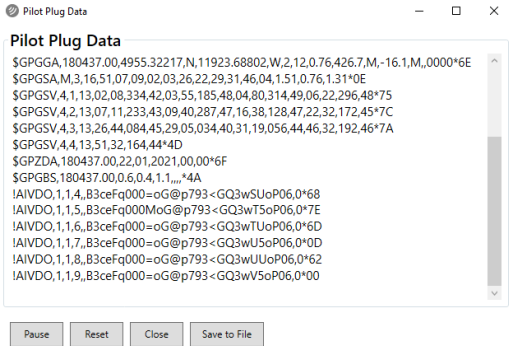 Pilot Plug Data
Pilot Plug Data
$GPGGA,180437.00,4955.32217,N,11923.68802,W,2,12,0.76,426.7,M,-16.1,M,,0000*6E
$GPGSA,M,3,16,51,07,09,02,03,26,22,29,31,46,04,1.51,0.76,1.31*0E
$GPGSV,4,1,13,02,08,334,42,03,55,185,48,04,80,314,49,06,22,296,48*75
$GPGSV,4,2,13,07,11,233,43,09,40,287,47,16,38,128,47,22,32,172,45*7C
$GPGSV,4,3,13,26,44,084,45,29,05,034,40,31,19,056,44,46,32,192,46*7A
$GPGSV,4,4,13,51,32,164,44*4D
$GPZDA,180437.00,22,01,2021,00,00*6F
$GPGBS,180437.00,0.6,0.4,1.1,,,,*4A
!AIVDO,1,1,4,,B3ceFq000=oG@p793<GQ3wSUoP06,0*68
!AIVDO,1,1,5,,B3ceFq000MoG@p793<GQ3wT5oP06,0*7E
!AIVDO,1,1,6,,B3ceFq000=oG@p793<GQ3wTUoP06,0*6D
!AIVDO,1,1,7,,B3ceFq000=oG@p793<GQ3wU5oP06,0*0D
!AIVDO,1,1,8,,B3ceFq000=oG@p793<GQ3wUUoP06,0*62
!AIVDO,1,1,9,,B3ceFq000=oG@p793<GQ3wV5oP06,0*00
Pause Reset Close Save to File